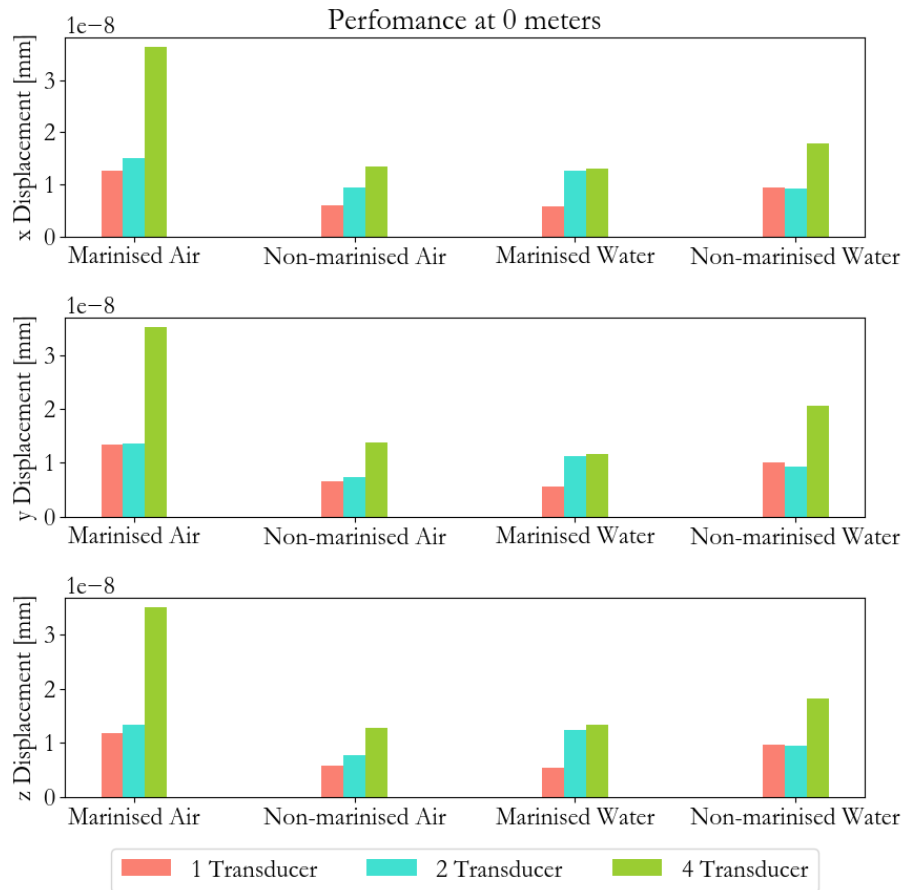 Perfomance at 0 meters
1e−8
x Displacement [mm]
3
2
1
0
Marinised Air Non-marinised Air Marinised Water Non-marinised Water
1e−8
y Displacement [mm]
3
2
1
0
Marinised Air Non-marinised Air Marinised Water Non-marinised Water
1e−8
z Displacement [mm]
3
2
1
0
Marinised Air Non-marinised Air Marinised Water Non-marinised Water
1 Transducer 2 Transducer 4 Transducer